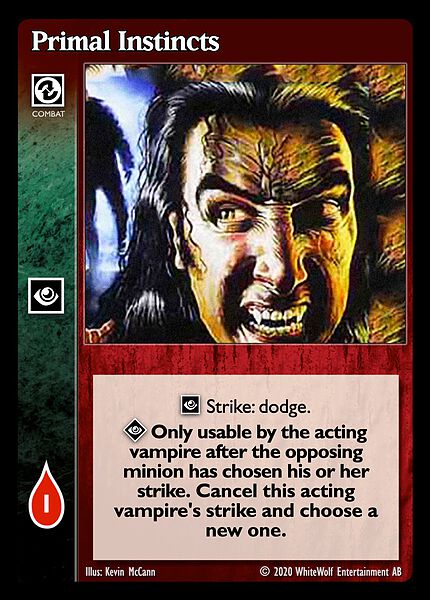 Primal Instincts
COMBAT
Strike: dodge.
Only usable by the acting
vampire after the opposing
minion has chosen his or her
strike. Cancel this acting
vampire's strike and choose a
new one.
1
Illus: Kevin McCann
© 2020 WhiteWolf Entertainment AB